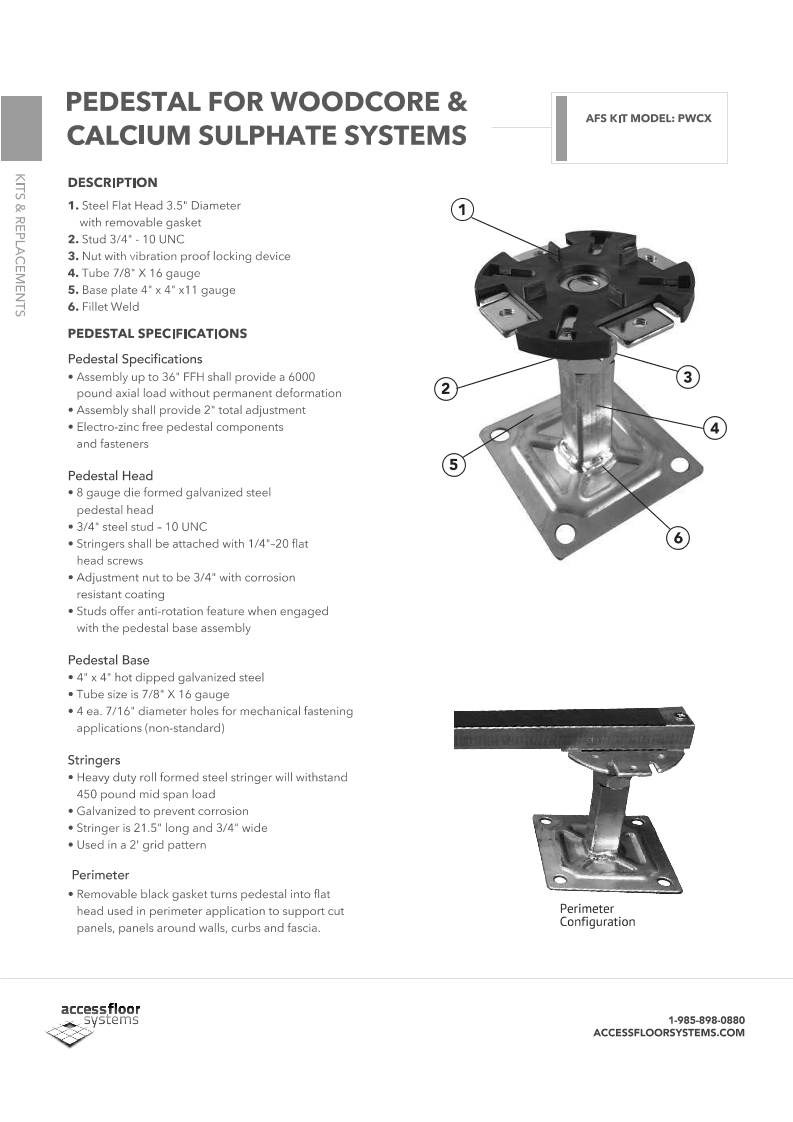 PEDESTAL FOR WOODCORE &
CALCIUM SULPHATE SYSTEMS
AFS KIT MODEL: PWCX
KITS & REPLACEMENTS
DESCRIPTION
1. Steel Flat Head 3.5" Diameter
with removable gasket
2. Stud 3/4" - 10 UNC
3. Nut with vibration proof locking device
4. Tube 7/8" X 16 gauge
5. Base plate 4" x 4" x11 gauge
6. Fillet Weld
PEDESTAL SPECIFICATIONS
Pedestal Specifications
• Assembly up to 36" FFH shall provide a 6000
pound axial load without permanent deformation
• Assembly shall provide 2" total adjustment
• Electro-zinc free pedestal components
and fasteners
Pedestal Head
• 8 gauge die formed galvanized steel
pedestal head
• 3/4" steel stud – 10 UNC
• Stringers shall be attached with 1/4"–20 flat
head screws
• Adjustment nut to be 3/4" with corrosion
resistant coating
• Studs offer anti-rotation feature when engaged
with the pedestal base assembly
Pedestal Base
• 4" x 4" hot dipped galvanized steel
• Tube size is 7/8" X 16 gauge
• 4 ea. 7/16" diameter holes for mechanical fastening
applications (non-standard)
Stringers
• Heavy duty roll formed steel stringer will withstand
450 pound mid span load
• Galvanized to prevent corrosion
• Stringer is 21.5" long and 3/4" wide
• Used in a 2' grid pattern
Perimeter
• Removable black gasket turns pedestal into flat
head used in perimeter application to support cut
panels, panels around walls, curbs and fascia.
1
2
3
4
5
6
Perimeter
Configuration
accessfloor
systems
1-985-898-0880
ACCESSFLOORSYSTEMS.COM